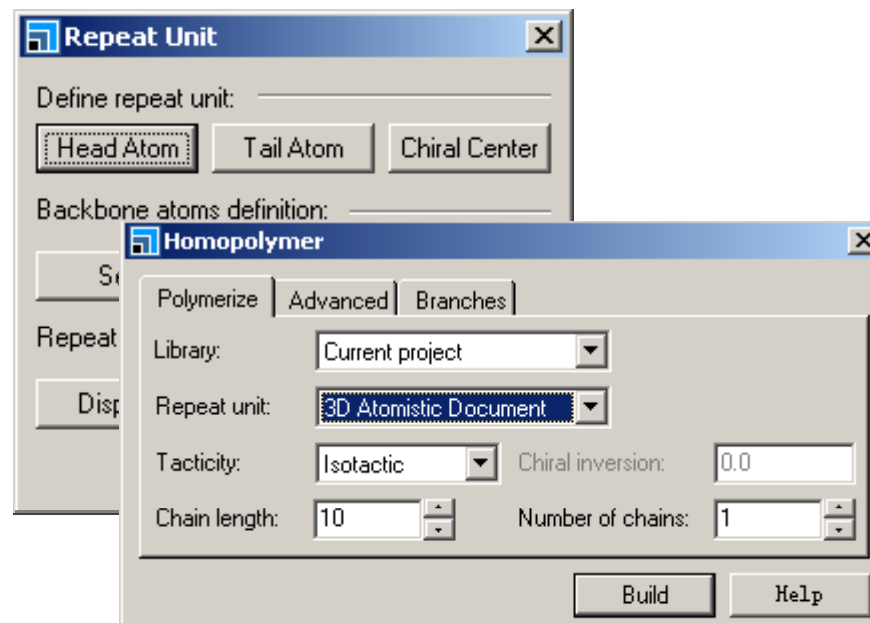 Repeat Unit
Define repeat unit:
Head Atom Tail Atom Chiral Center
Backbone atoms definition:
Repeat
Homopolymer
Polymerize Advanced Branches
Library: Current project
Repeat unit: 3D Atomistic Document
Tacticity: Isotactic Chiral inversion: 0.0
Chain length: 10 Number of chains: 1
Build Help